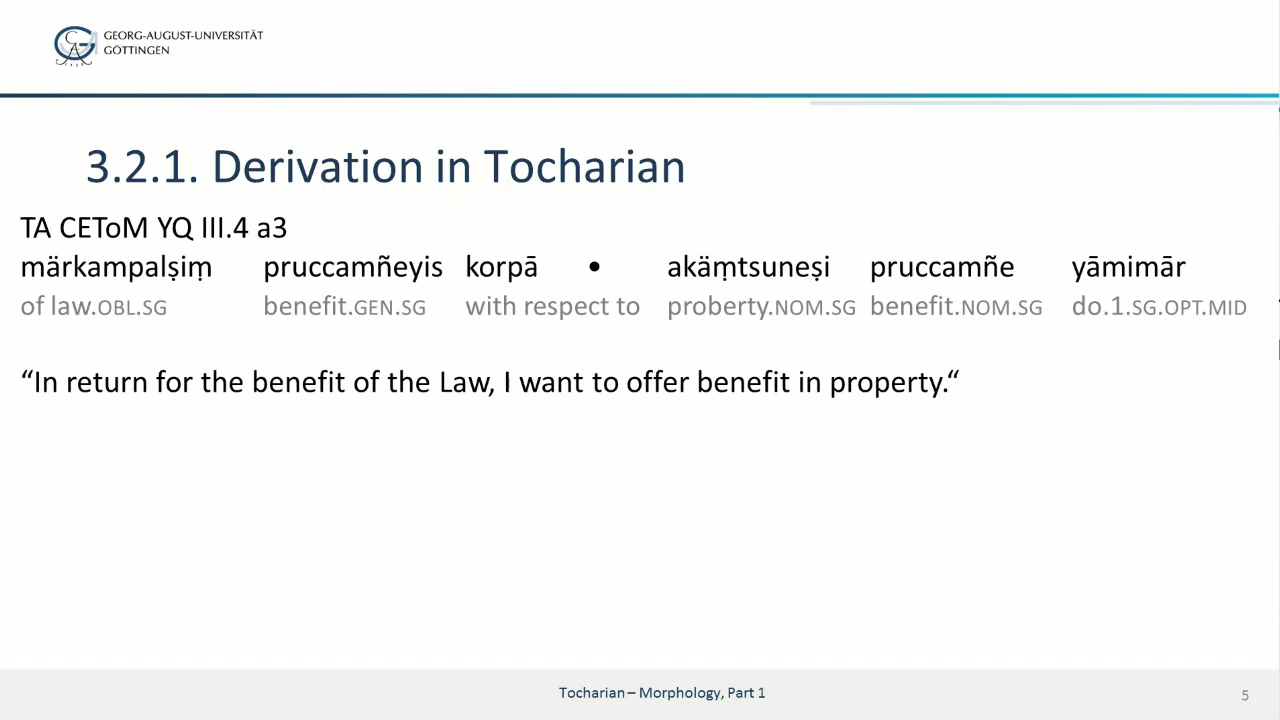 GEORG-AUGUST-UNIVERSITÄT
GÖTTINGEN
3.2.1. Derivation in Tocharian
TA CEToM YQ III.4 a3
märkampalṣiṃ pruccamñeyis korpā • akäṃtsuneṣi pruccamñe yāmimār
of law.OBL.SG benefit.GEN.SG with respect to proberty.NOM.SG benefit.NOM.SG do.1.SG.OPT.MID
“In return for the benefit of the Law, I want to offer benefit in property.“
Tocharian – Morphology, Part 1
5